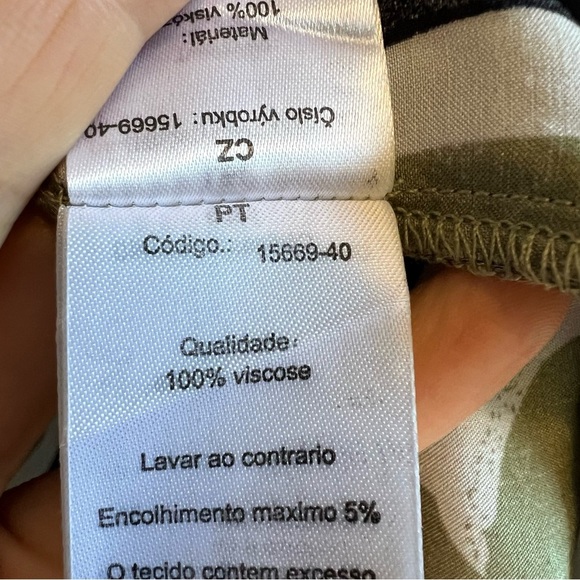 100% viskó
Materiál:
Číslo výrobku: 15669-40
CZ
PT
Código.: 15669-40
Qualidade:
100% viscose
Lavar ao contrario
Encolhimento maximo 5%
O tecido contem excesso